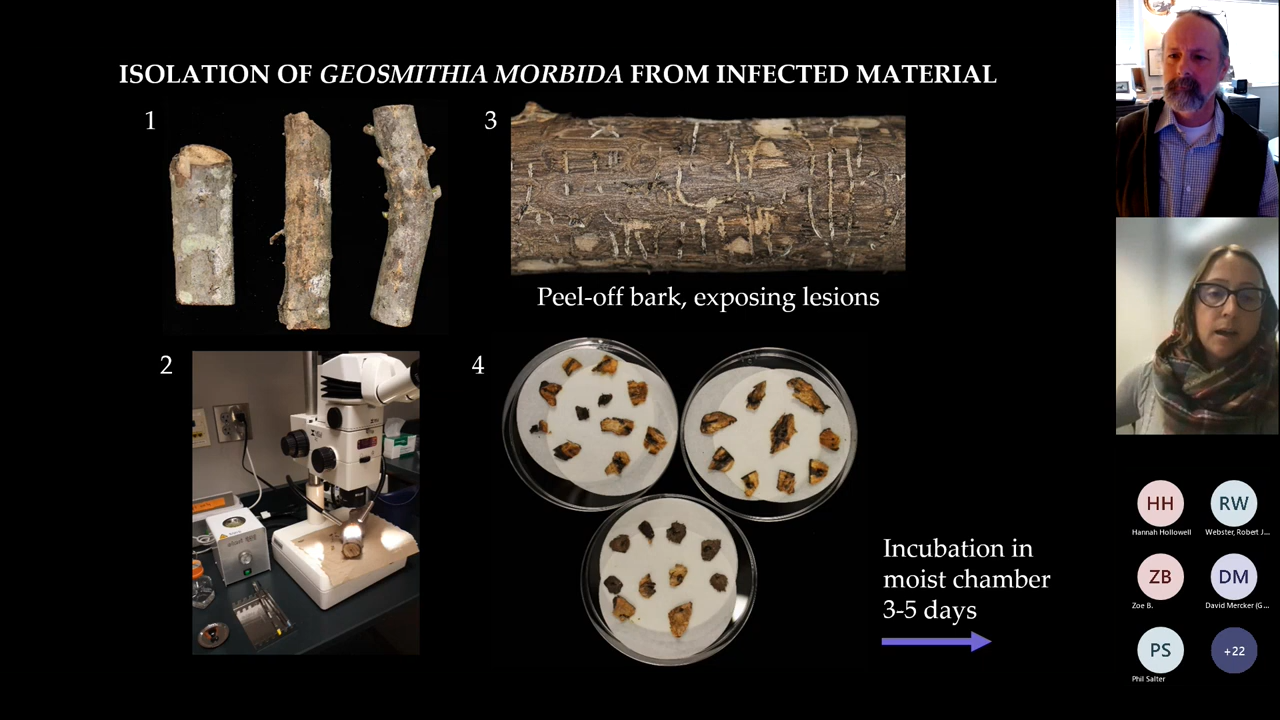 ISOLATION OF GEOSMITHIA MORBIDA FROM INFECTED MATERIAL
1
3
Peel-off bark, exposing lesions
2
4
Incubation in
moist chamber
3-5 days
HH
RW
Hannah Hollowell
Webster, Robert J...
ZB
DM
Zoe B.
David Mercker (G...
PS
+22
Phil Salter